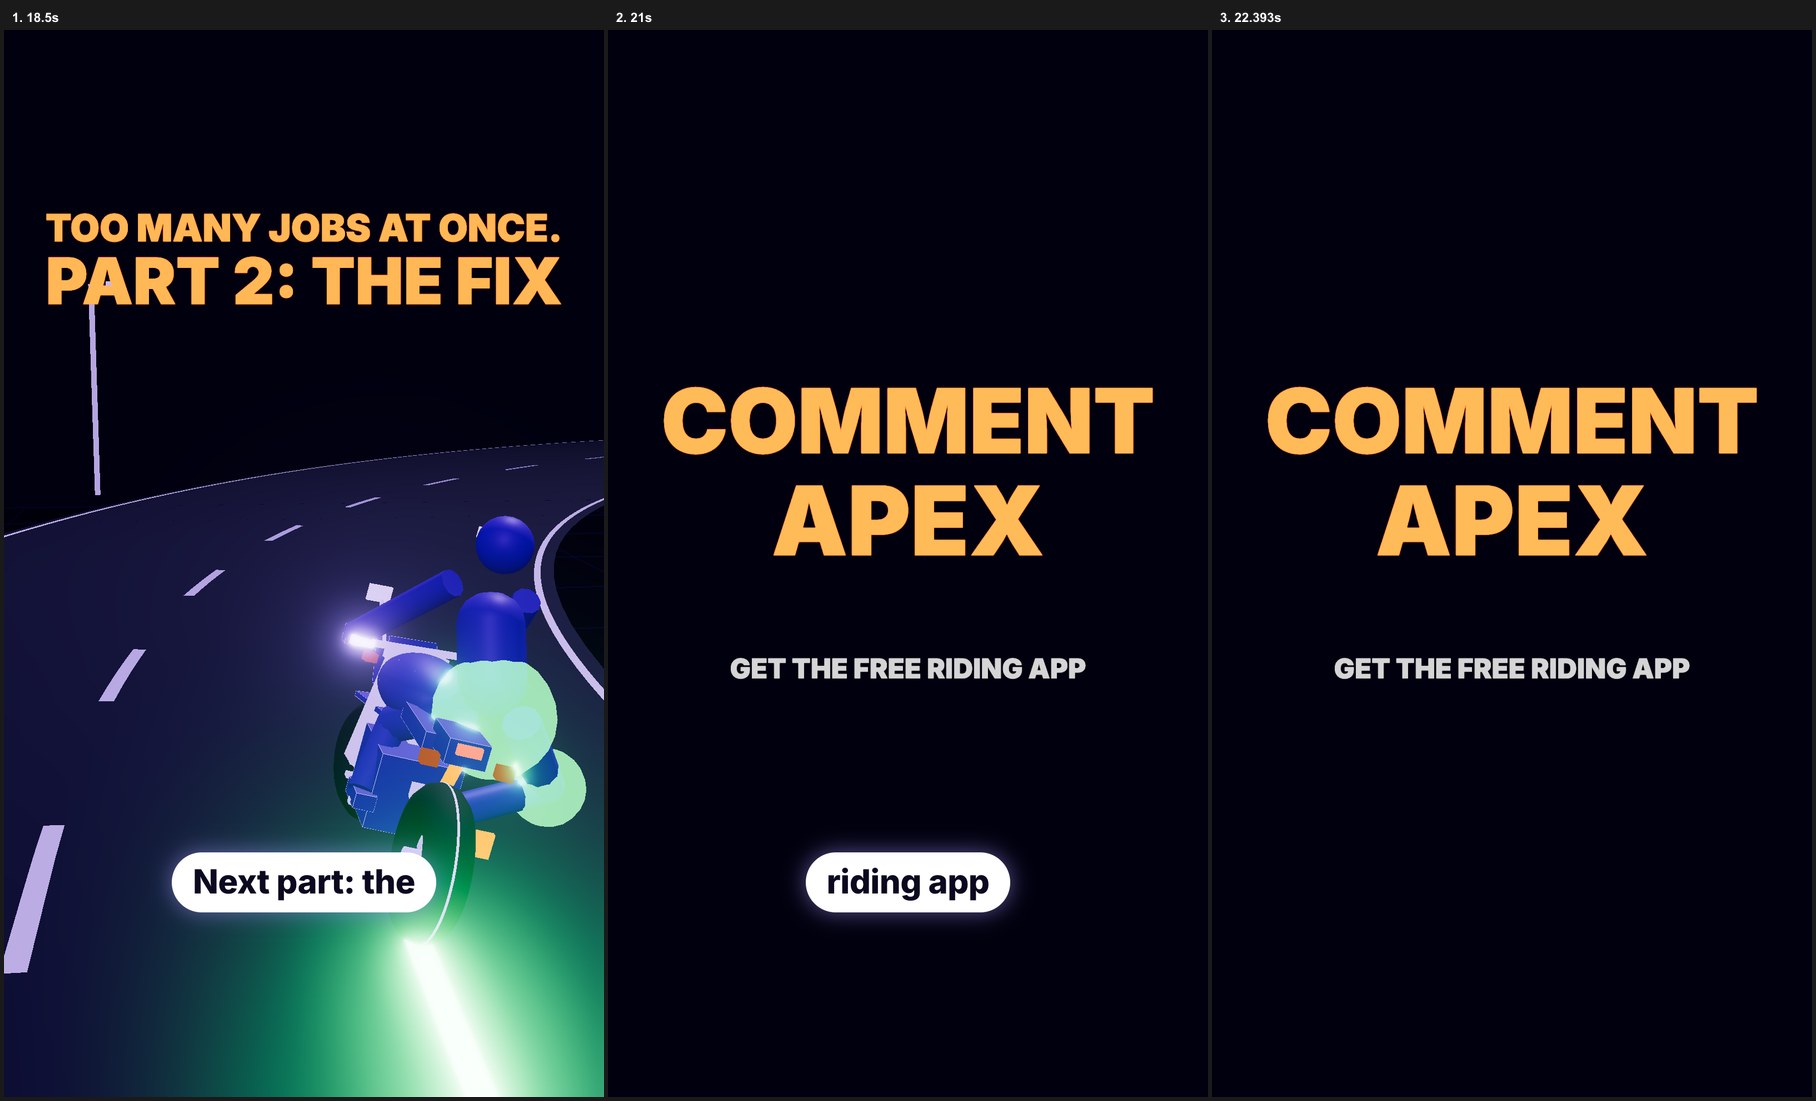 1. 18.5s
TOO MANY JOBS AT ONCE.
PART 2: THE FIX
Next part: the
2. 21s
COMMENT
APEX
GET THE FREE RIDING APP
riding app
3. 22.393s
COMMENT
APEX
GET THE FREE RIDING APP